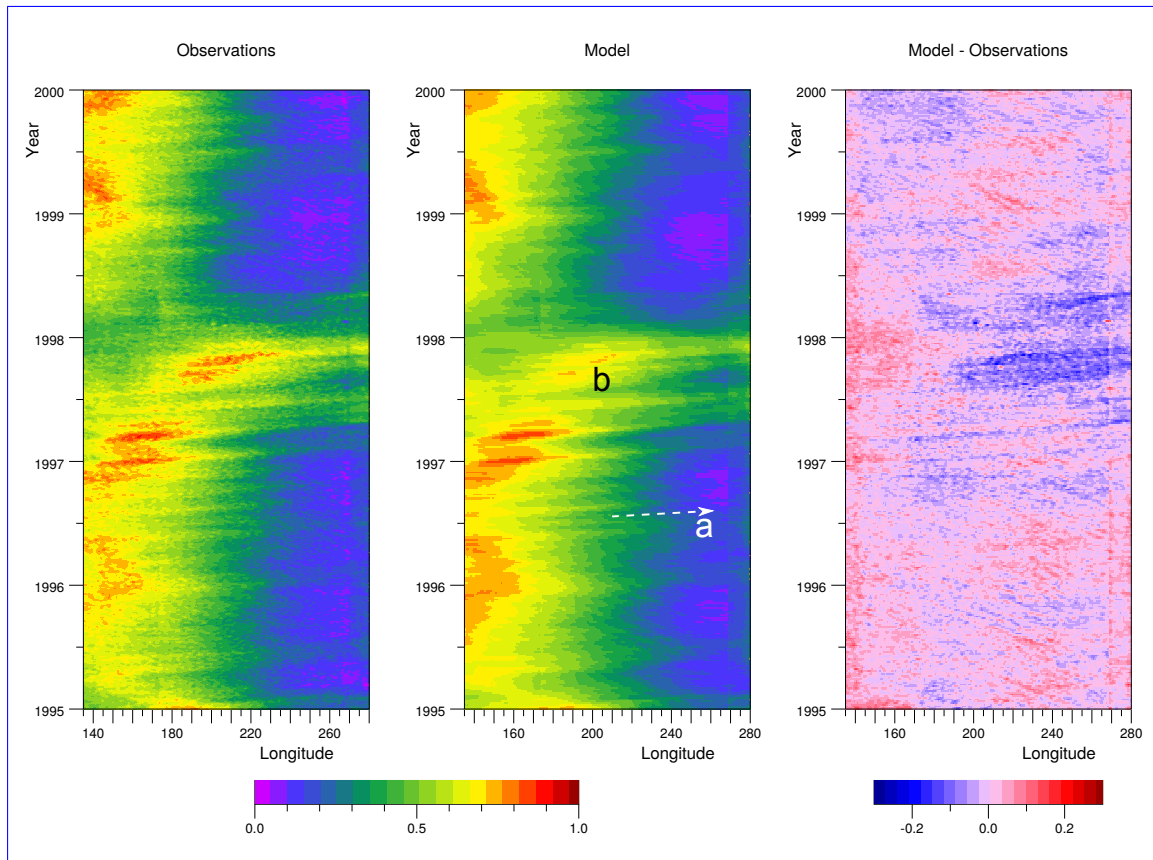 Observations
Model
Model - Observations
2000
1999
1998
1997
1996
1995
Year
140 180 220 260
Longitude
2000
1999
1998
1997
1996
1995
Year
b
a
160 200 240 280
Longitude
2000
1999
1998
1997
1996
1995
Year
160 200 240 280
Longitude
0.0 0.5 1.0
-0.2 0.0 0.2